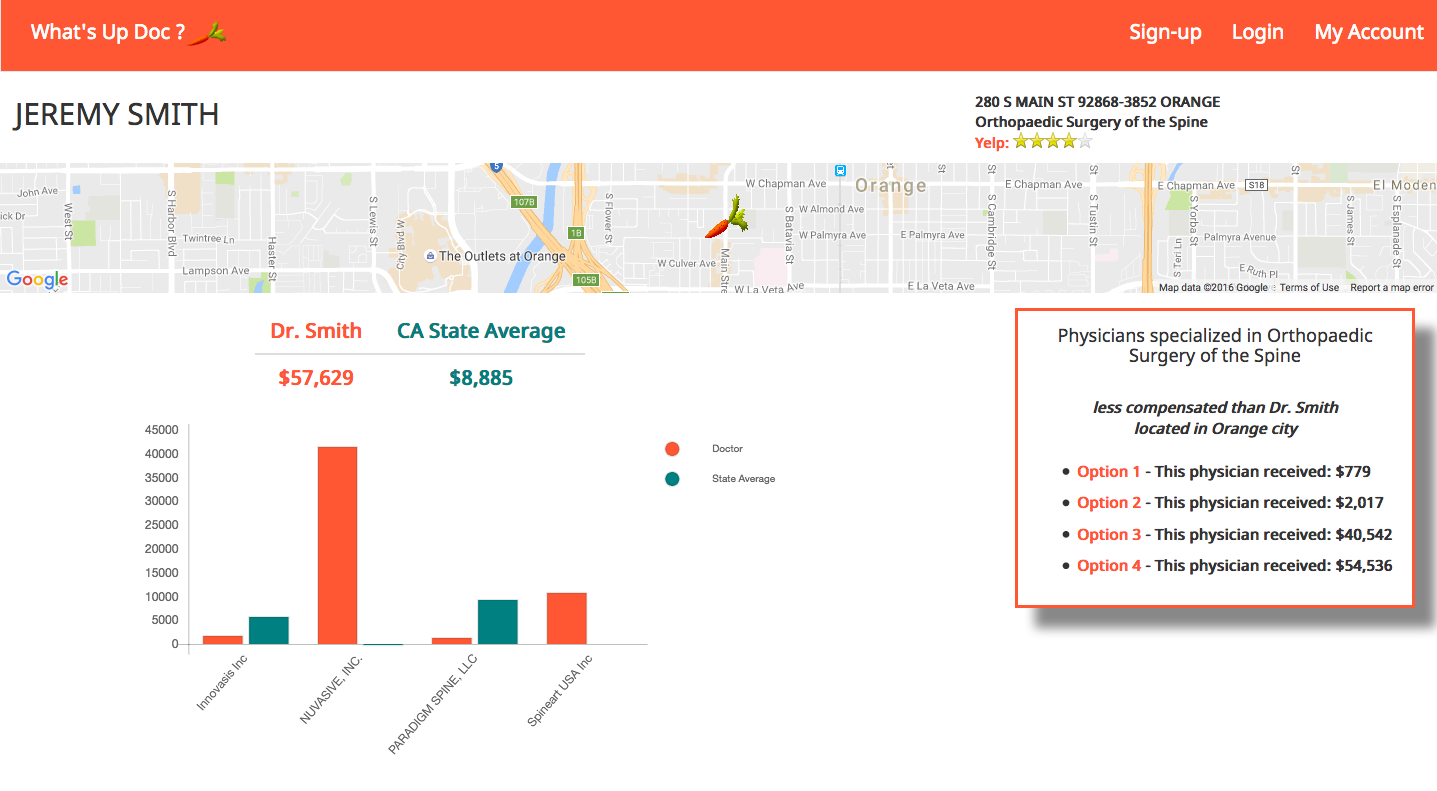 What's Up Doc ?
Sign-up Login My Account
JEREMY SMITH
280 S MAIN ST 92868-3852 ORANGE
Orthopaedic Surgery of the Spine
Yelp:
John Ave
West St
S Harbor Blvd
Twintree Ln
Lampson Ave
Haster St
S Lewis St
City Blvd W
5
107B
1B
105B
The Outlets at Orange
S Flower St
W Chapman Ave
Orange
W Almond Ave
W Palmyra Ave
W Culver Ave
W La Veta Ave
S Batavia St
E Palmyra Ave
E La Veta Ave
E Chapman Ave
S Cambridge St
S Tustin St
E Chapman Ave
S18
El Moden
S Yorba St
Palmyra Avenue
S James St
S Esplanade St
E Ruth Pl
Google
Map data ©2016 Google Terms of Use Report a map error
Dr. Smith CA State Average
$57,629 $8,885
45000
40000
35000
30000
25000
20000
15000
10000
5000
0
Innovasis Inc
NUVASIVE, INC.
PARADIGM SPINE, LLC
Spineart USA Inc
Doctor
State Average
Physicians specialized in Orthopaedic
Surgery of the Spine
less compensated than Dr. Smith
located in Orange city
Option 1 - This physician received: $779
Option 2 - This physician received: $2,017
Option 3 - This physician received: $40,542
Option 4 - This physician received: $54,536